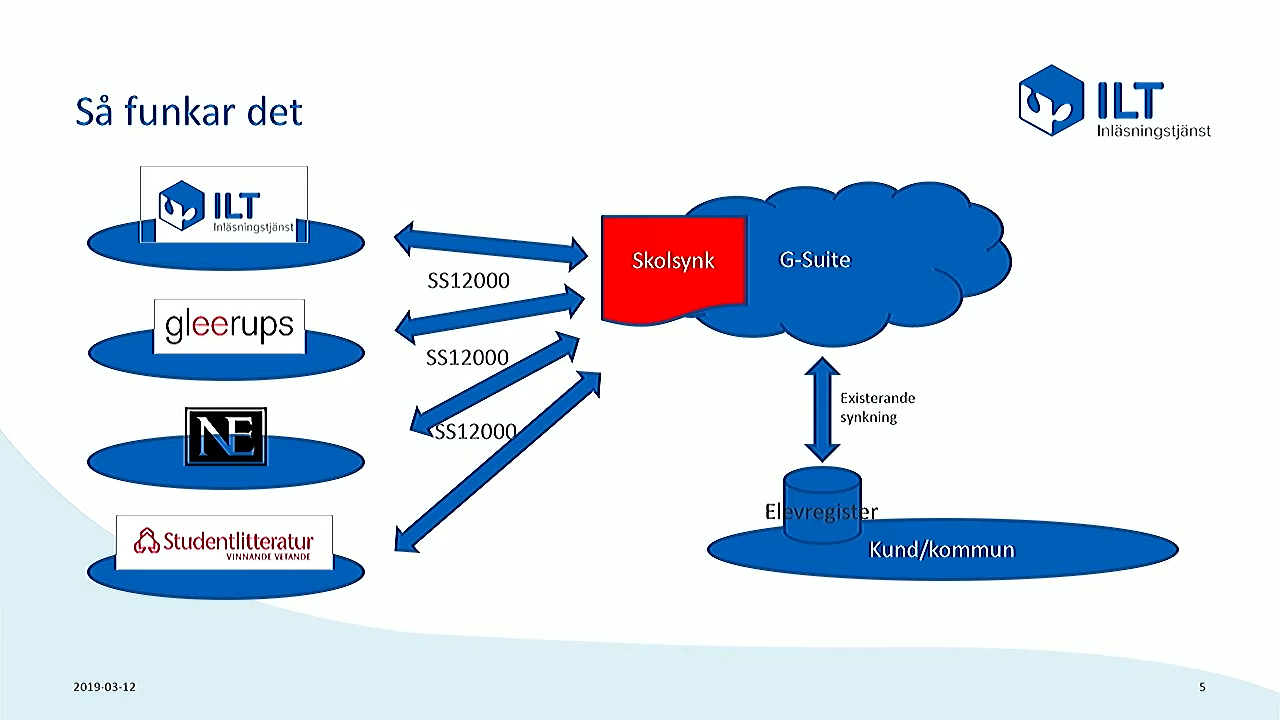 Så funkar det
ILT
Inläsningstjänst
ILT
Inläsningstjänst
Skolsynk
G-Suite
SS12000
gleerups
SS12000
Existerande
synkning
NE
SS12000
Elevregister
Studentlitteratur
VINNANDE VETANDE
Kund/kommun
2019-03-12
5